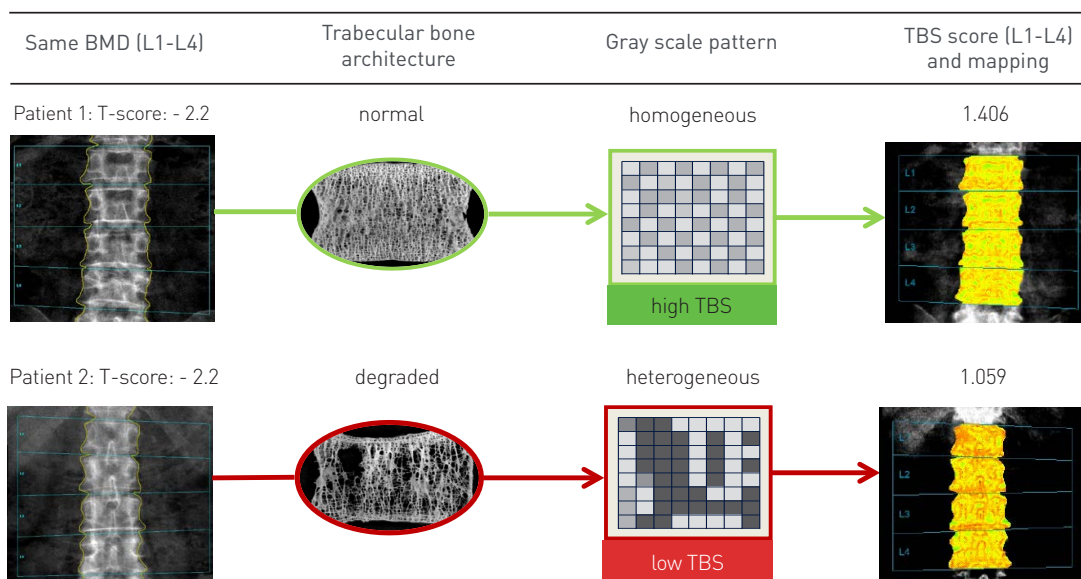 Same BMD (L1-L4)
Trabecular bone
architecture
Gray scale pattern
TBS score (L1-L4)
and mapping
Patient 1: T-score: - 2.2
normal
homogeneous
1.406
L1
L2
L3
L4
high TBS
Patient 2: T-score: - 2.2
degraded
heterogeneous
1.059
L2
L3
L4
low TBS